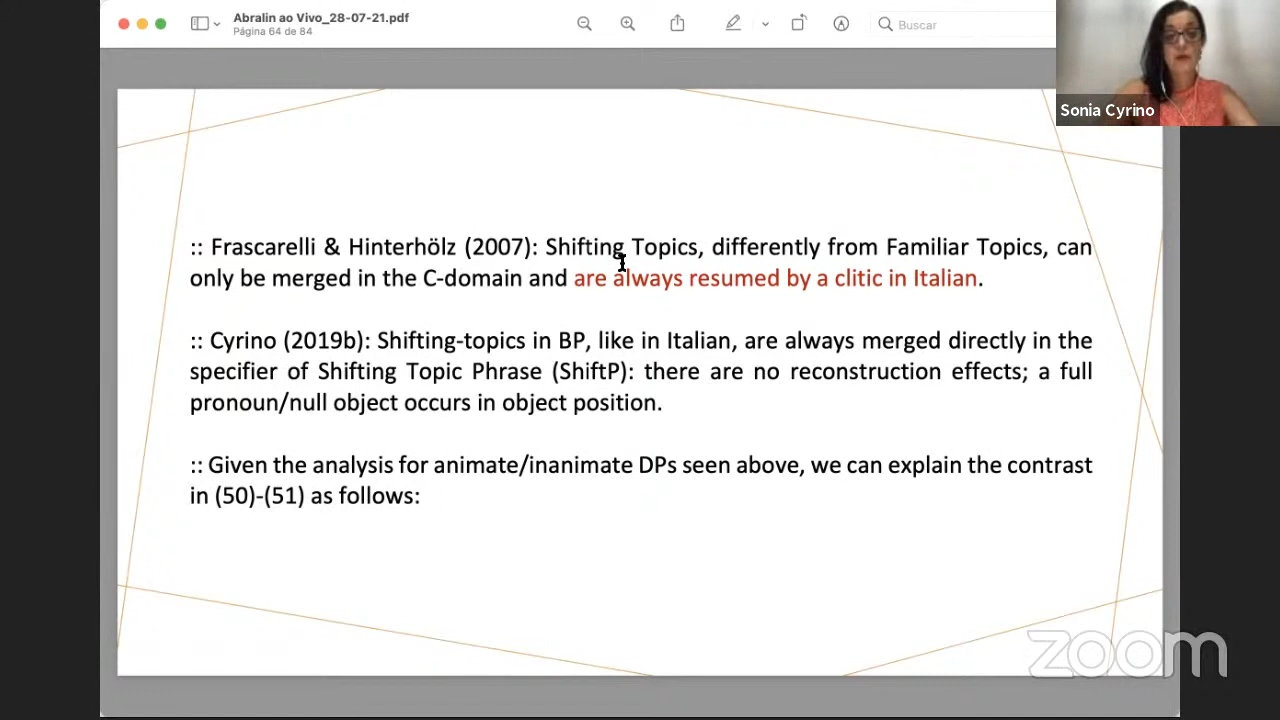 Abralin ao Vivo_28-07-21.pdf
Página 64 de 84
Buscar
Sonia Cyrino
:: Frascarelli & Hinterhölz (2007): Shifting Topics, differently from Familiar Topics, can
only be merged in the C-domain and are always resumed by a clitic in Italian.
:: Cyrino (2019b): Shifting-topics in BP, like in Italian, are always merged directly in the
specifier of Shifting Topic Phrase (ShiftP): there are no reconstruction effects; a full
pronoun/null object occurs in object position.
:: Given the analysis for animate/inanimate DPs seen above, we can explain the contrast
in (50)-(51) as follows:
zoom